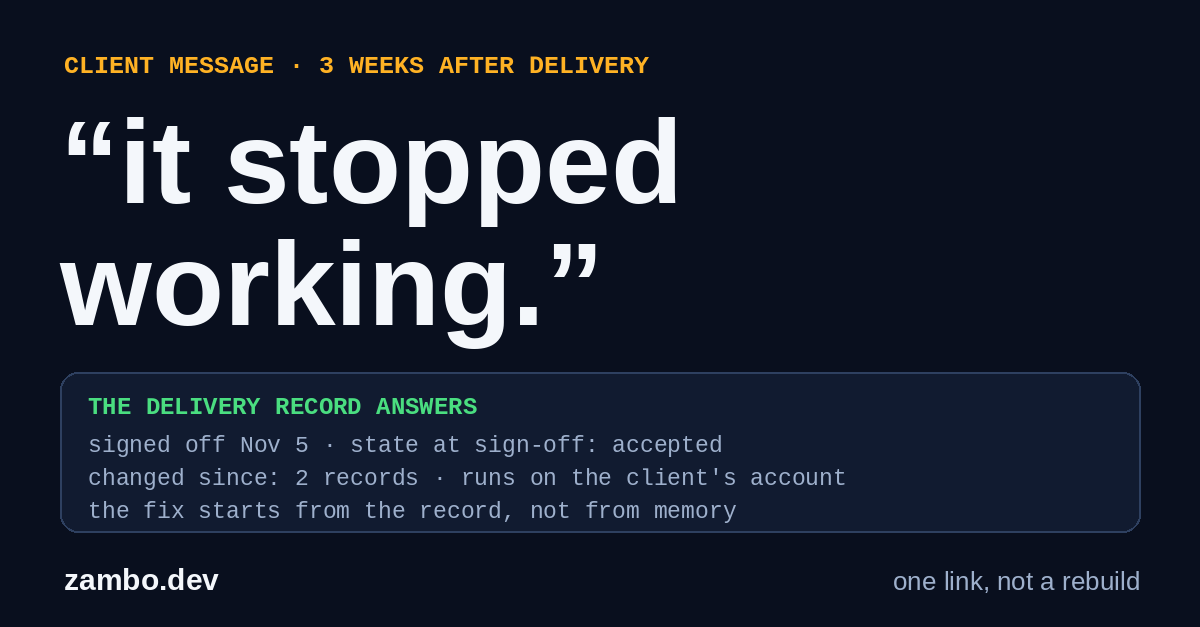 CLIENT MESSAGE · 3 WEEKS AFTER DELIVERY
“it stopped
working.”
THE DELIVERY RECORD ANSWERS
signed off Nov 5 · state at sign-off: accepted
changed since: 2 records · runs on the client's account
the fix starts from the record, not from memory
zambo.dev
one link, not a rebuild